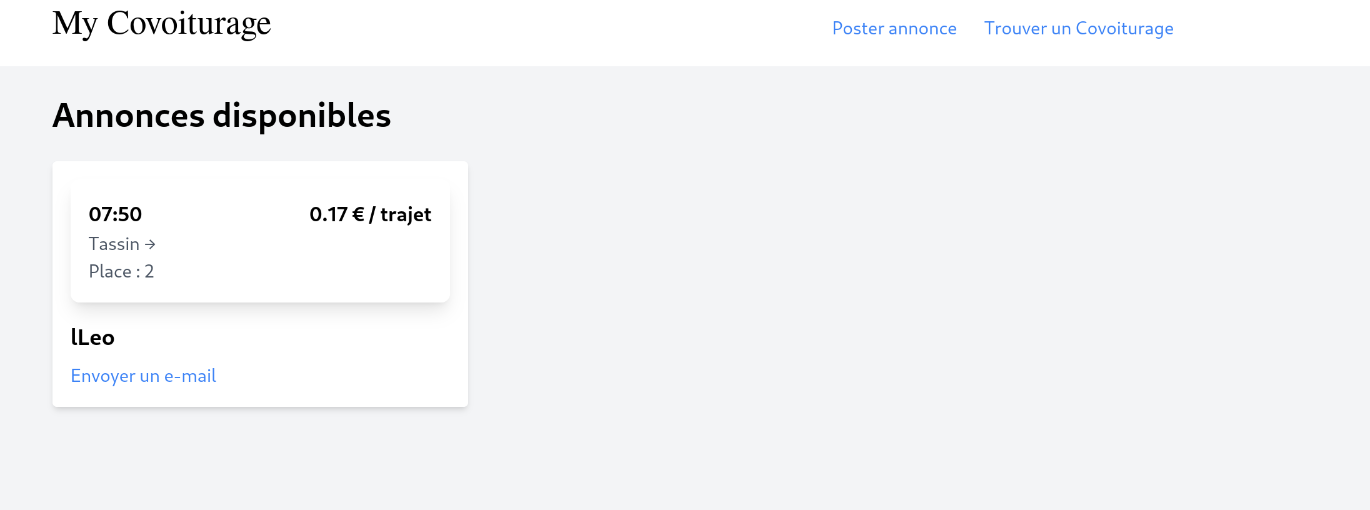 My Covoiturage
Poster annonce Trouver un Covoiturage
Annonces disponibles
07:50 0.17 € / trajet
Tassin →
Place : 2
lLeo
Envoyer un e-mail